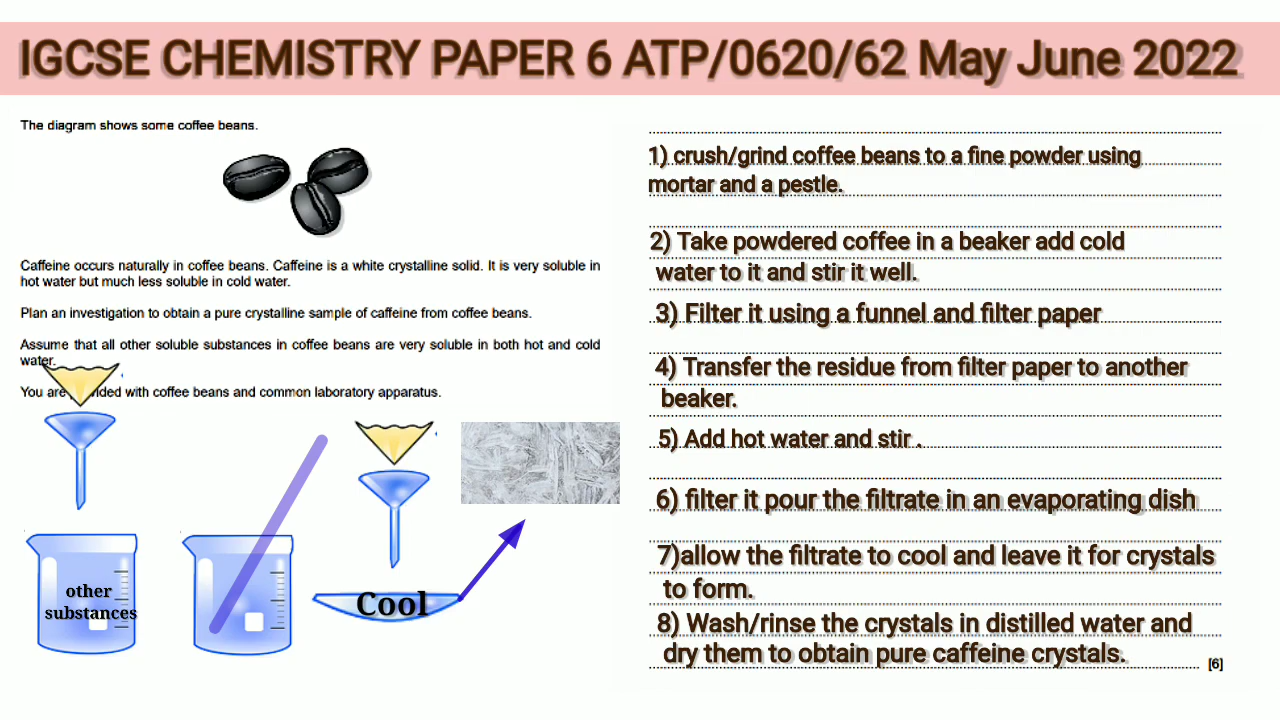 IGCSE CHEMISTRY PAPER 6 ATP/0620/62 May June 2022
The diagram shows some coffee beans.
Caffeine occurs naturally in coffee beans. Caffeine is a white crystalline solid. It is very soluble in
hot water but much less soluble in cold water.
Plan an investigation to obtain a pure crystalline sample of caffeine from coffee beans.
Assume that all other soluble substances in coffee beans are very soluble in both hot and cold
water.
You are provided with coffee beans and common laboratory apparatus.
other
substances
Cool
1) crush/grind coffee beans to a fine powder using
mortar and a pestle.
2) Take powdered coffee in a beaker add cold
water to it and stir it well.
3) Filter it using a funnel and filter paper
4) Transfer the residue from filter paper to another
beaker.
5) Add hot water and stir .
6) filter it pour the filtrate in an evaporating dish
7)allow the filtrate to cool and leave it for crystals
to form.
8) Wash/rinse the crystals in distilled water and
dry them to obtain pure caffeine crystals.
[6]